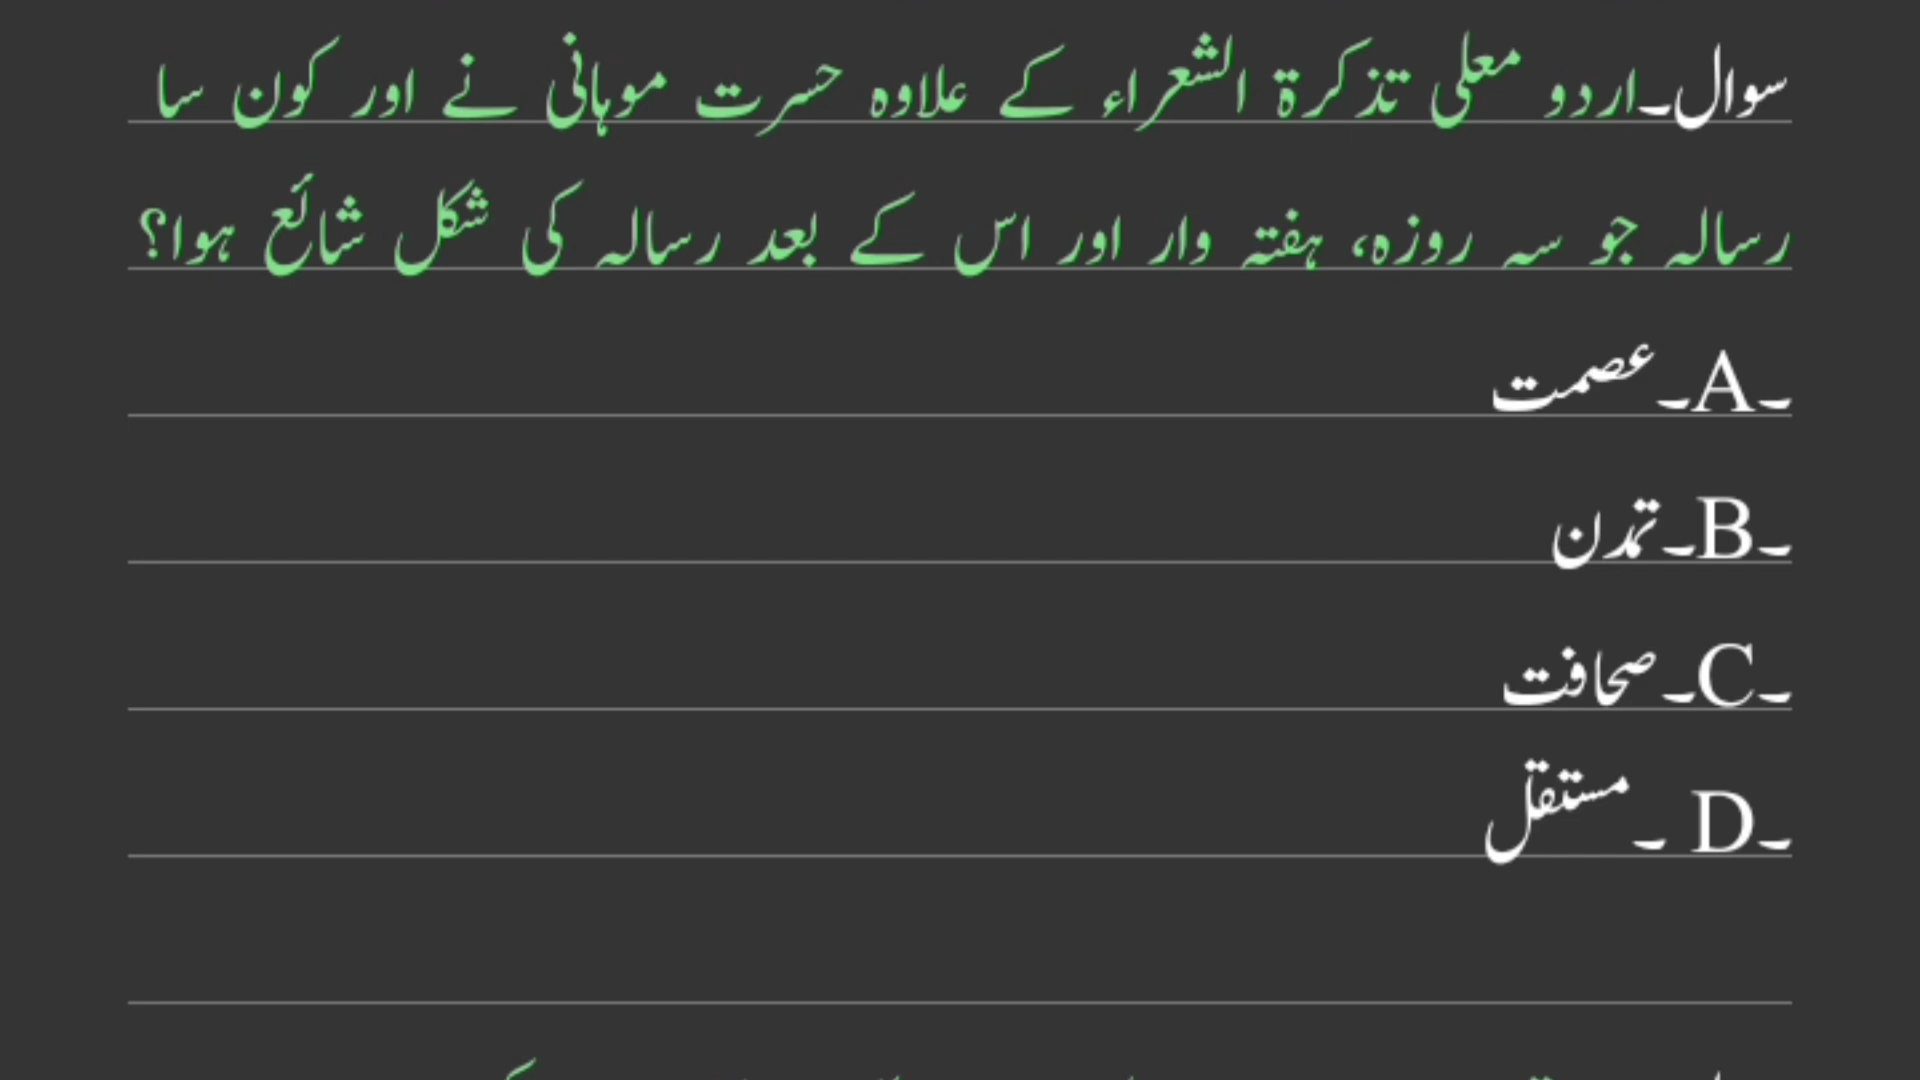 سوال۔اردو معلی تذکرۃ الشعراء کے علاوہ حسرت موہانی نے اور کون سا
رسالہ جو سہ روزہ، ہفتہ وار اور اس کے بعد رسالہ کی شکل شائع ہوا؟
۔A۔عصمت
۔B۔تمدن
۔C۔صحافت
۔D ۔مستقل